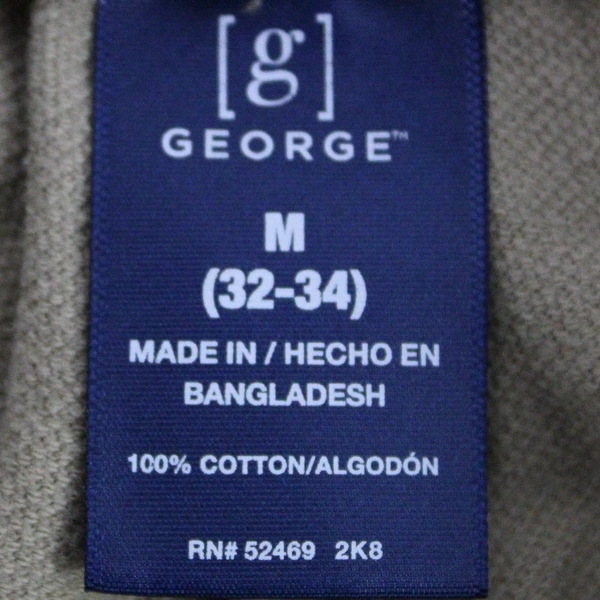 [g]
GEORGE™
M
(32-34)
MADE IN / HECHO EN
BANGLADESH
100% COTTON/ALGODÓN
RN# 52469 2K8